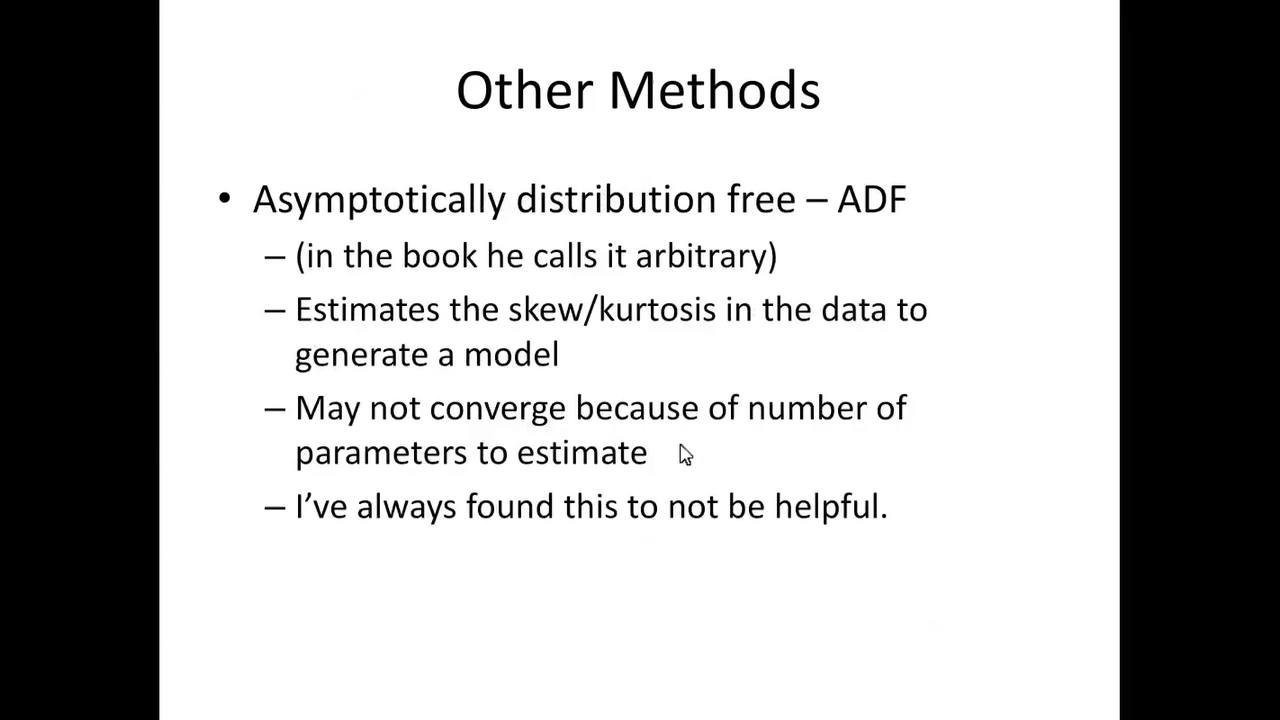 Other Methods
• Asymptotically distribution free – ADF
– (in the book he calls it arbitrary)
– Estimates the skew/kurtosis in the data to
generate a model
– May not converge because of number of
parameters to estimate
– I’ve always found this to not be helpful.